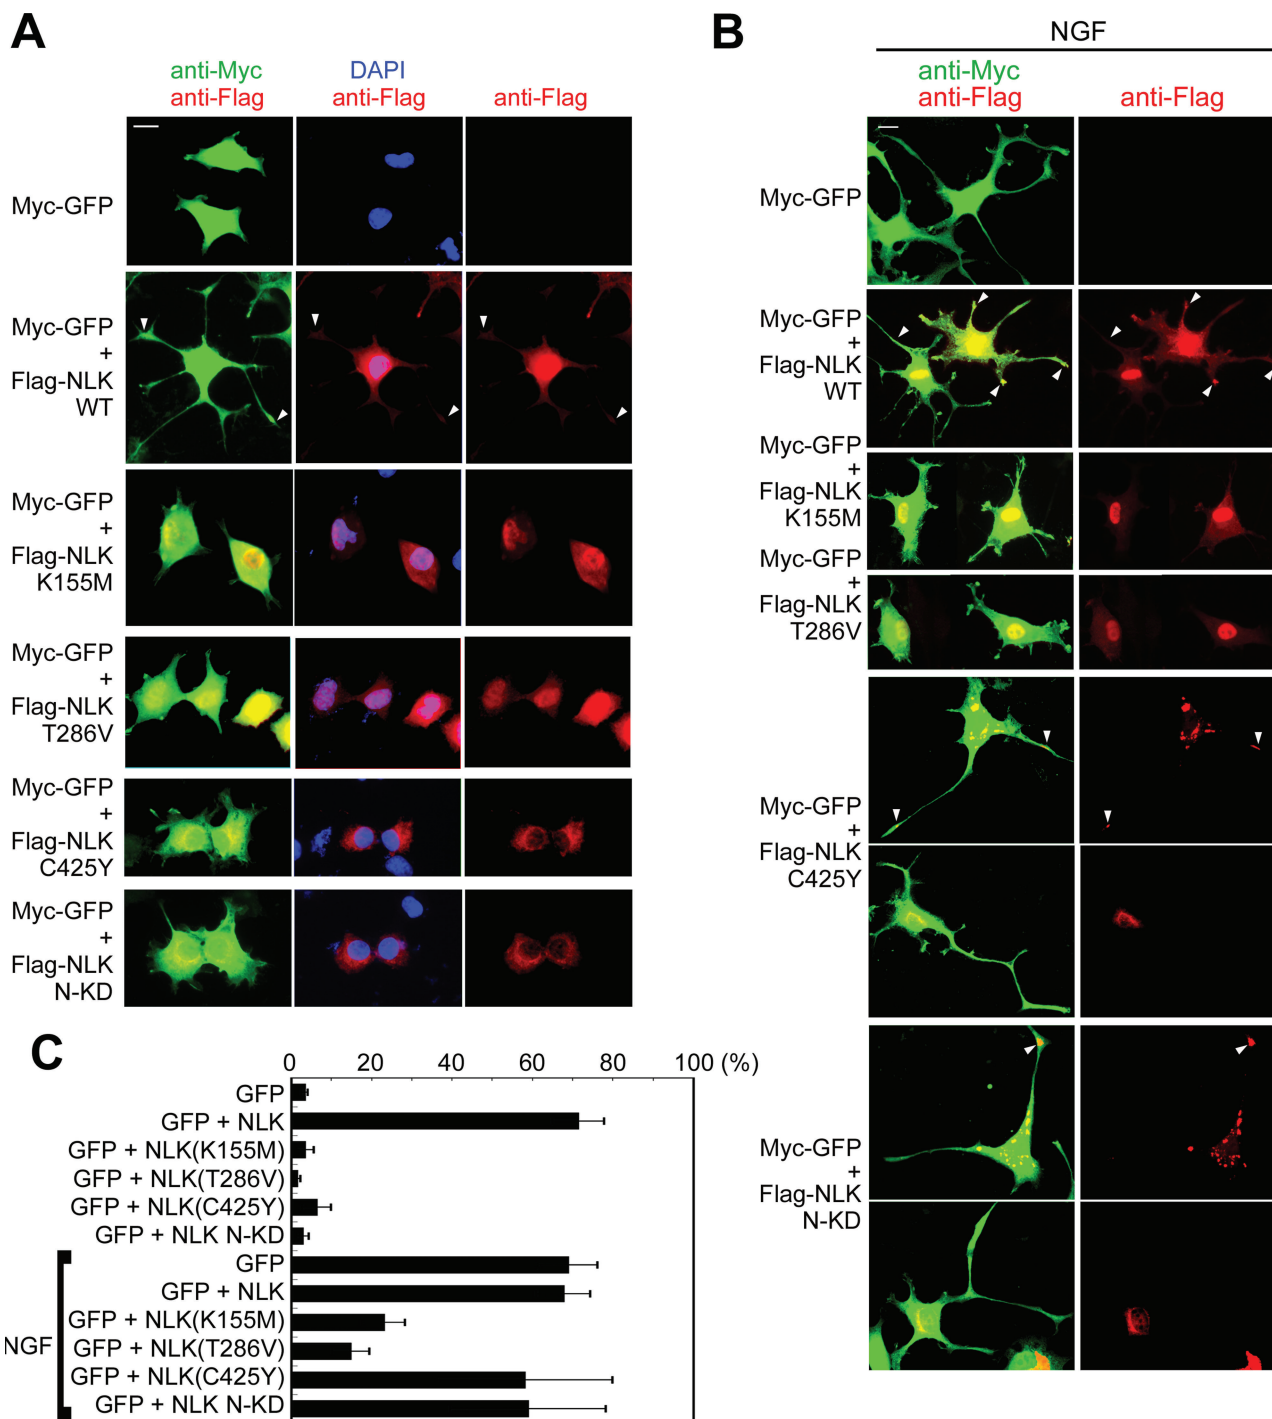 A
anti-Myc
anti-Flag
DAPI
anti-Flag
anti-Flag
Myc-GFP
Myc-GFP
+
Flag-NLK
WT
Myc-GFP
+
Flag-NLK
K155M
Myc-GFP
+
Flag-NLK
T286V
Myc-GFP
+
Flag-NLK
C425Y
Myc-GFP
+
Flag-NLK
N-KD
B
NGF
anti-Myc
anti-Flag
anti-Flag
Myc-GFP
Myc-GFP
+
Flag-NLK
WT
Myc-GFP
+
Flag-NLK
K155M
Myc-GFP
+
Flag-NLK
T286V
Myc-GFP
+
Flag-NLK
C425Y
Myc-GFP
+
Flag-NLK
N-KD
C
0 20 40 60 80 100 (%)
GFP
GFP + NLK
GFP + NLK(K155M)
GFP + NLK(T286V)
GFP + NLK(C425Y)
GFP + NLK N-KD
NGF
GFP
GFP + NLK
GFP + NLK(K155M)
GFP + NLK(T286V)
GFP + NLK(C425Y)
GFP + NLK N-KD